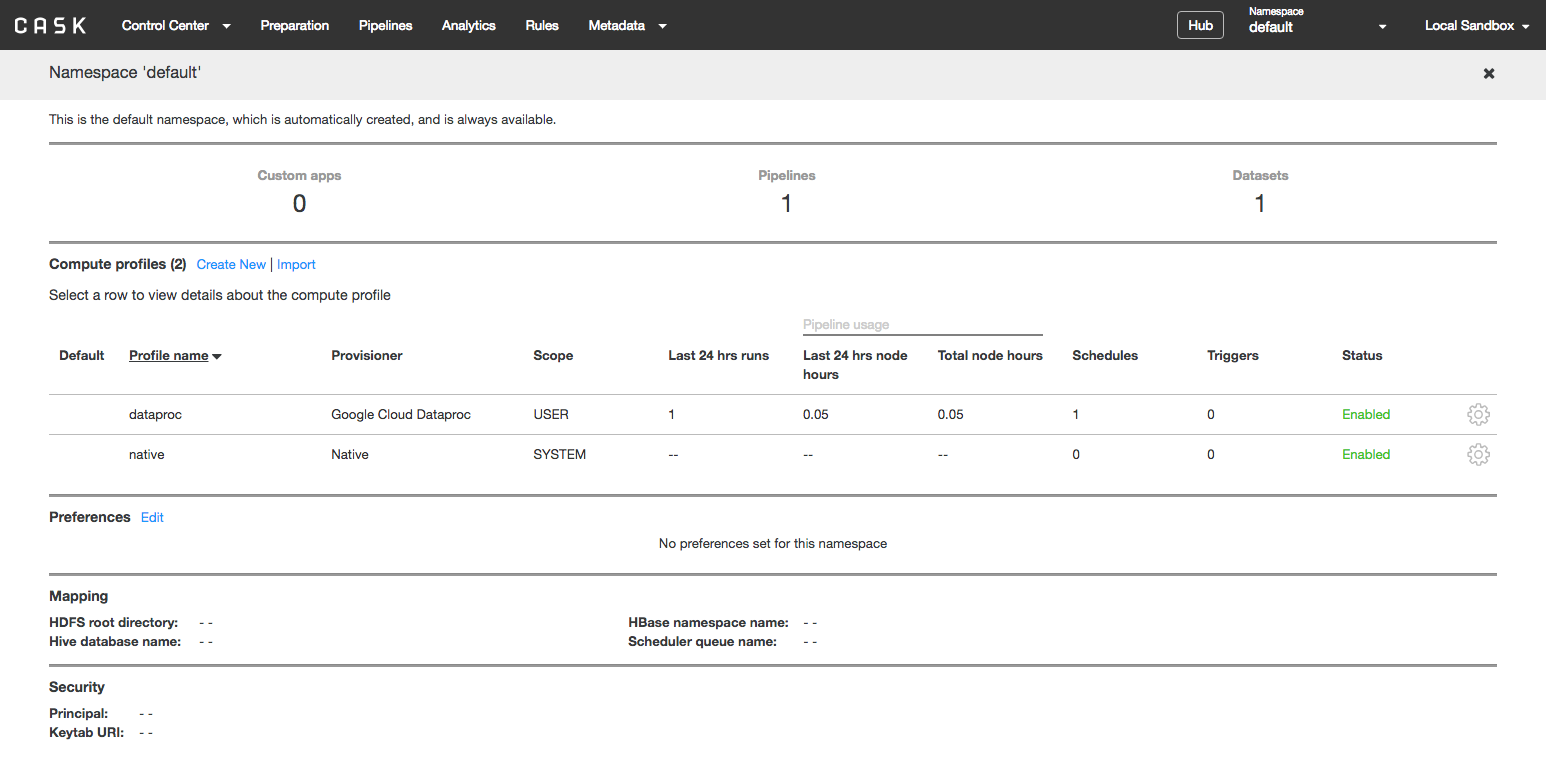 CASK Control Center Preparation Pipelines Analytics Rules Metadata Hub Namespace default Local Sandbox
Namespace 'default'
This is the default namespace, which is automatically created, and is always available.
Custom apps Pipelines Datasets
0 1 1
Compute profiles (2) Create New | Import
Select a row to view details about the compute profile
Pipeline usage
Default Profile name Provisioner Scope Last 24 hrs runs Last 24 hrs node hours Total node hours Schedules Triggers Status
dataproc Google Cloud Dataproc USER 1 0.05 0.05 1 0 Enabled
native Native SYSTEM -- -- -- 0 0 Enabled
Preferences Edit
No preferences set for this namespace
Mapping
HDFS root directory: - - HBase namespace name: - -
Hive database name: - - Scheduler queue name: - -
Security
Principal: - -
Keytab URI: - -